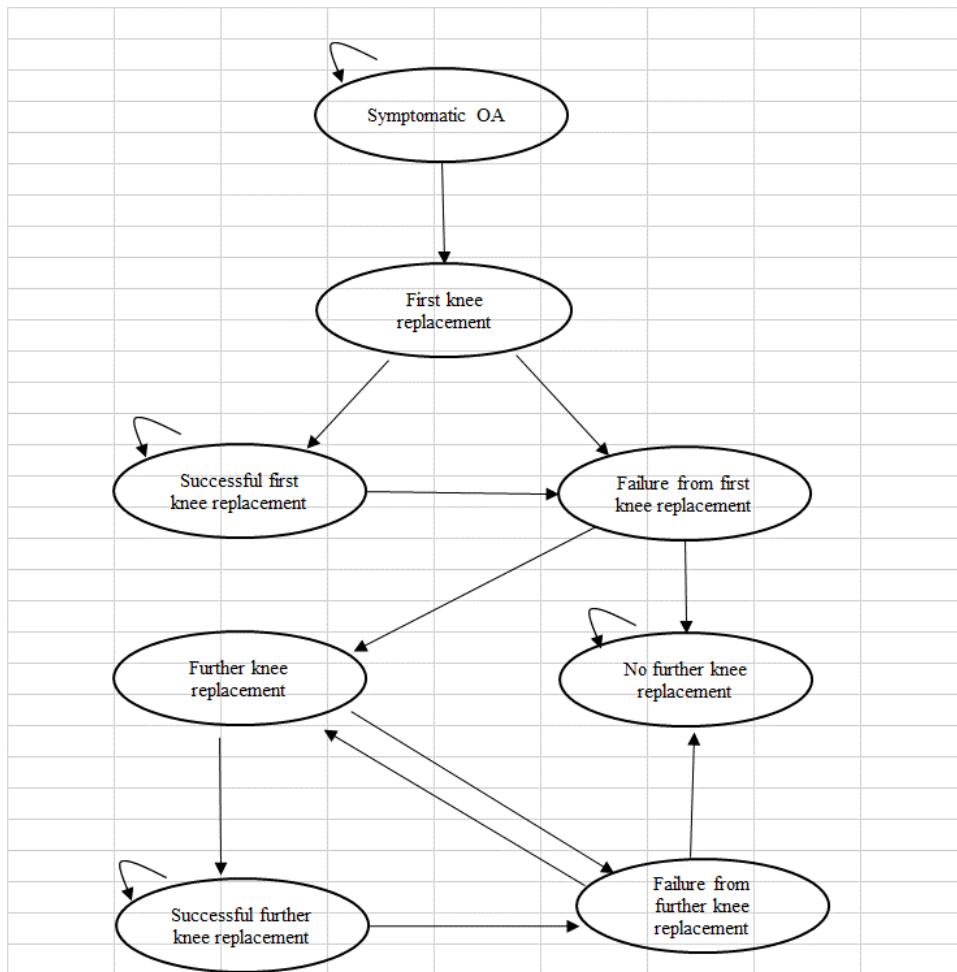 Symptomatic OA
First knee
replacement
Successful first
knee replacement
Failure from first
knee replacement
Further knee
replacement
No further knee
replacement
Successful further
knee replacement
Failure from
further knee
replacement